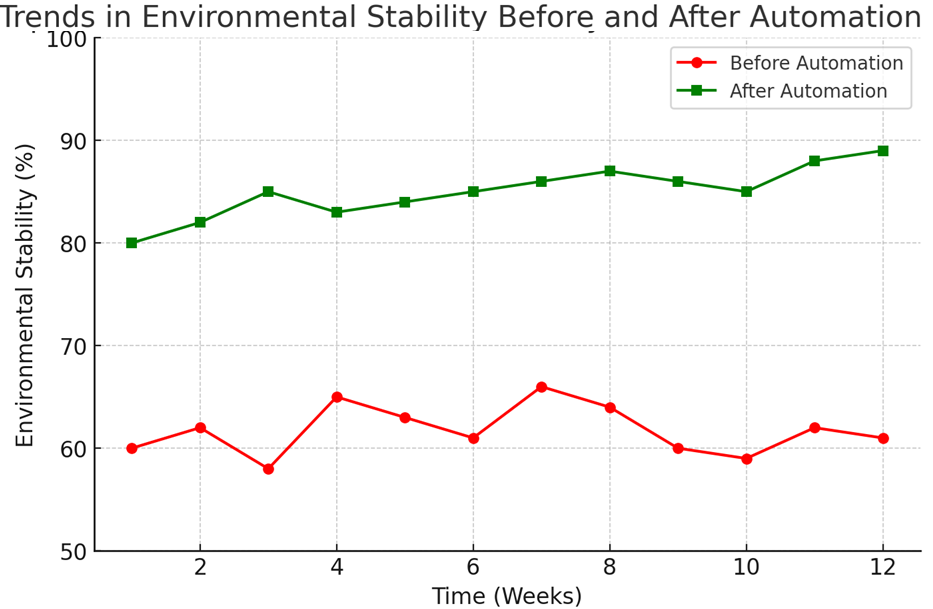 Trends in Environmental Stability Before and After Automation
100
90
80
70
60
50
Environmental Stability (%)
Before Automation
After Automation
2 4 6 8 10 12
Time (Weeks)